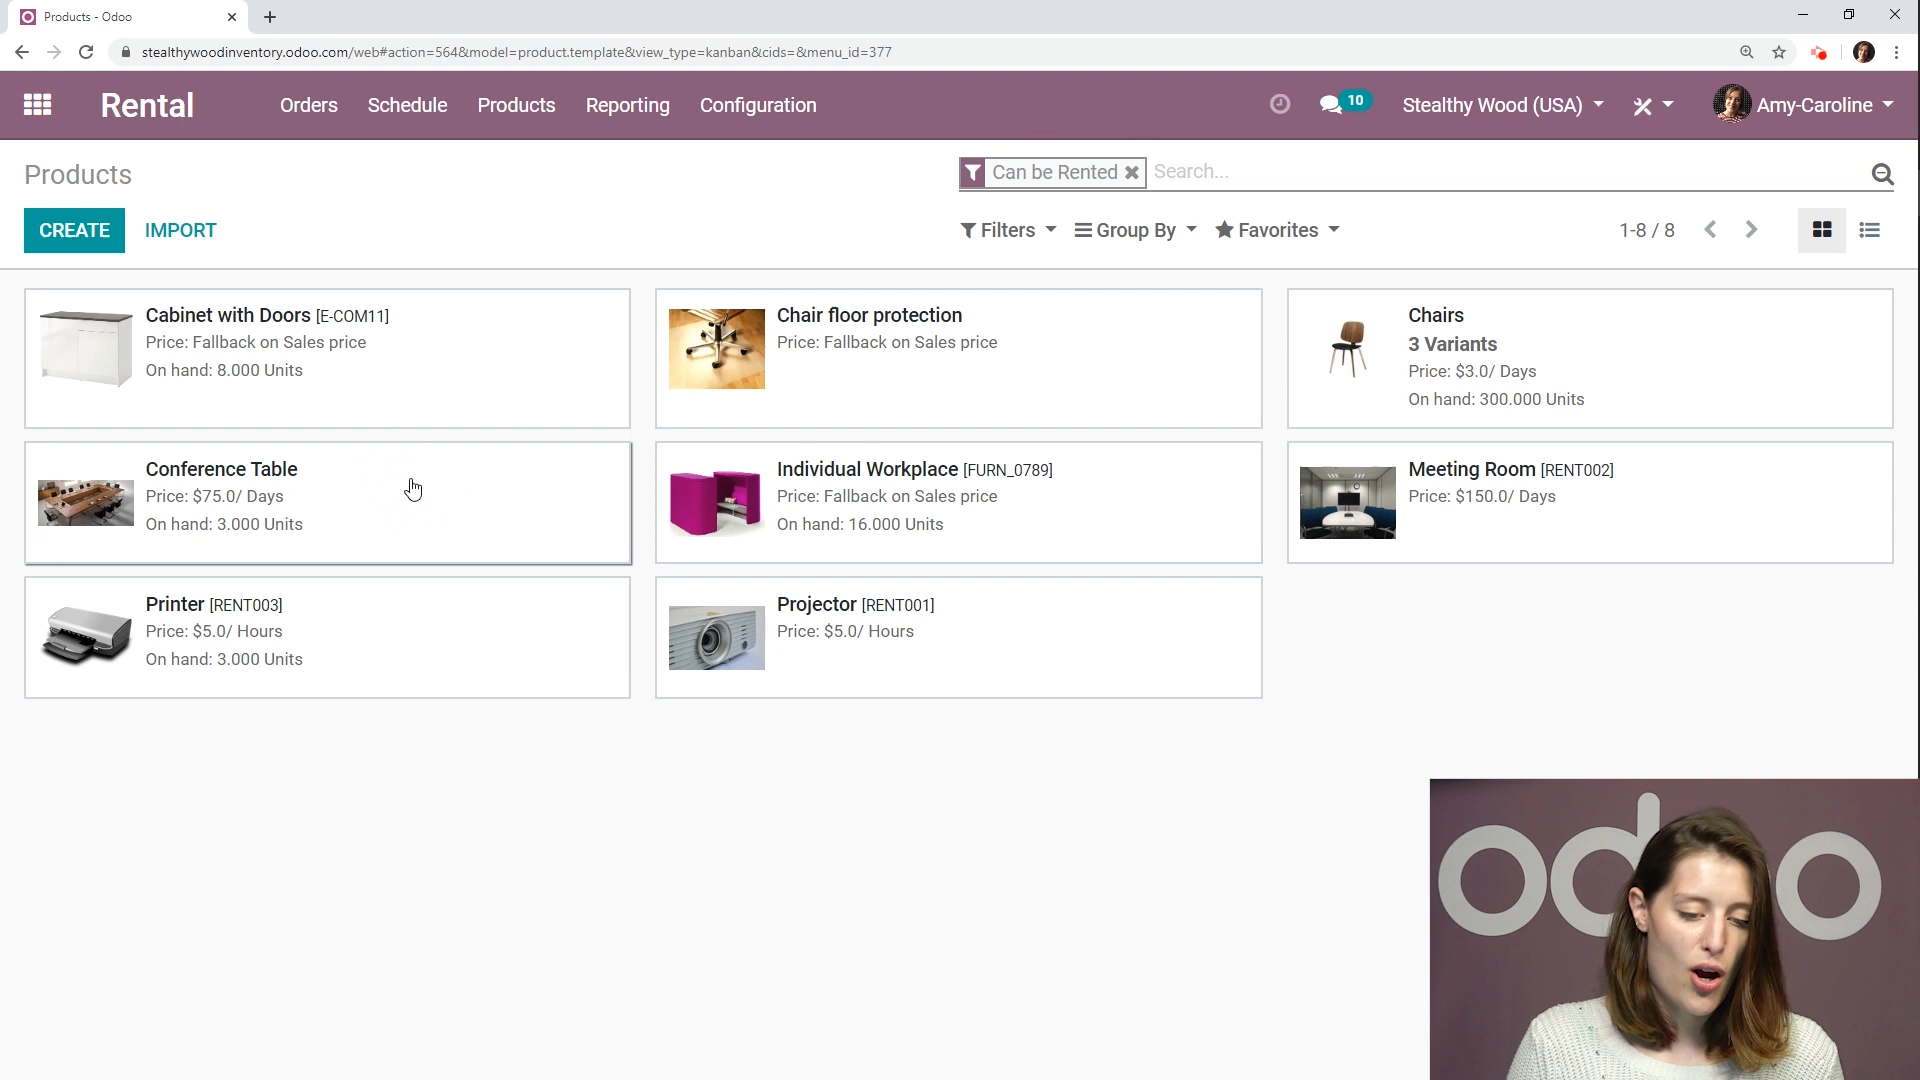 Products - Odoo
stealthywoodinventory.odoo.com/web#action=564&model=product.template&view_type=kanban&cids=&menu_id=377
Rental Orders Schedule Products Reporting Configuration 10 Stealthy Wood (USA) Amy-Caroline
Products
Can be Rented Search...
CREATE IMPORT
Filters Group By Favorites 1-8 / 8
Cabinet with Doors [E-COM11]
Price: Fallback on Sales price
On hand: 8.000 Units
Chair floor protection
Price: Fallback on Sales price
Chairs
3 Variants
Price: $3.0/ Days
On hand: 300.000 Units
Conference Table
Price: $75.0/ Days
On hand: 3.000 Units
Individual Workplace [FURN_0789]
Price: Fallback on Sales price
On hand: 16.000 Units
Meeting Room [RENT002]
Price: $150.0/ Days
Printer [RENT003]
Price: $5.0/ Hours
On hand: 3.000 Units
Projector [RENT001]
Price: $5.0/ Hours
odoo